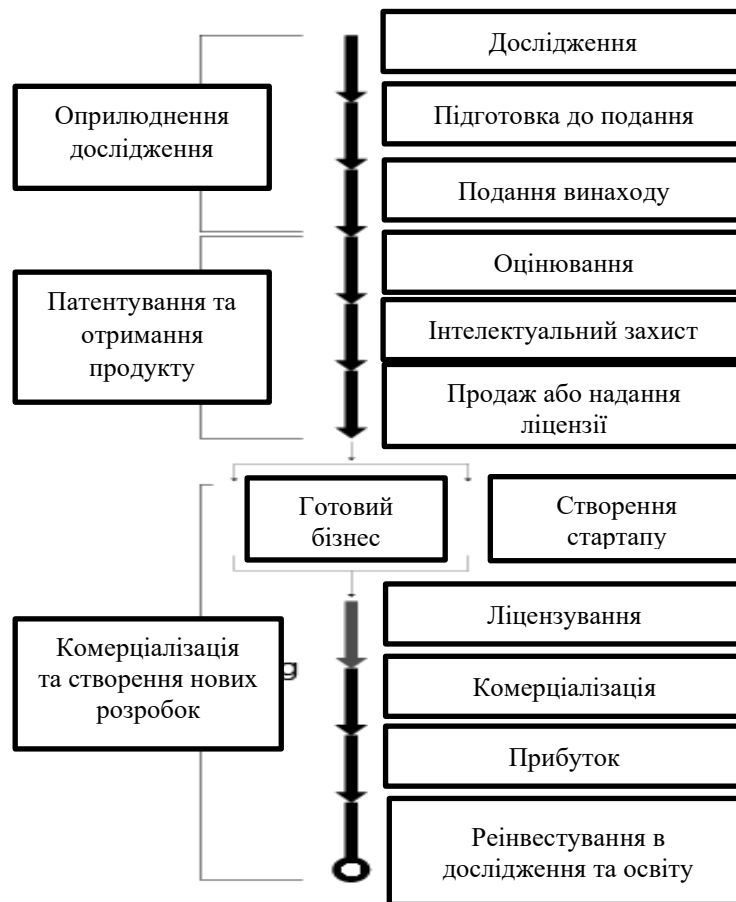 Дослідження
Оприлюднення
дослідження
Підготовка до подання
Подання винаходу
Оцінювання
Патентування та
отримання
продукту
Інтелектуальний захист
Продаж або надання
ліцензії
Готовий
бізнес
Створення
стартапу
Ліцензування
Комерціалізація
та створення нових
розробок
g
Комерціалізація
Прибуток
Реінвестування в
дослідження та освіту